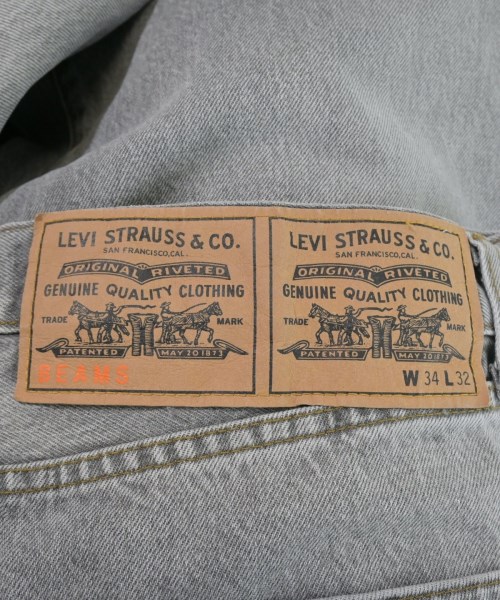 LEVI STRAUSS & CO.
SAN FRANCISCO, CAL.
ORIGINAL RIVETED
GENUINE QUALITY CLOTHING
TRADE MARK
PATENTED MAY 20 1873
BEAMS
LEVI STRAUSS & CO.
SAN FRANCISCO, CAL.
ORIGINAL RIVETED
GENUINE QUALITY CLOTHING
TRADE MARK
PATENTED MAY 20 1873
W 34 L 32